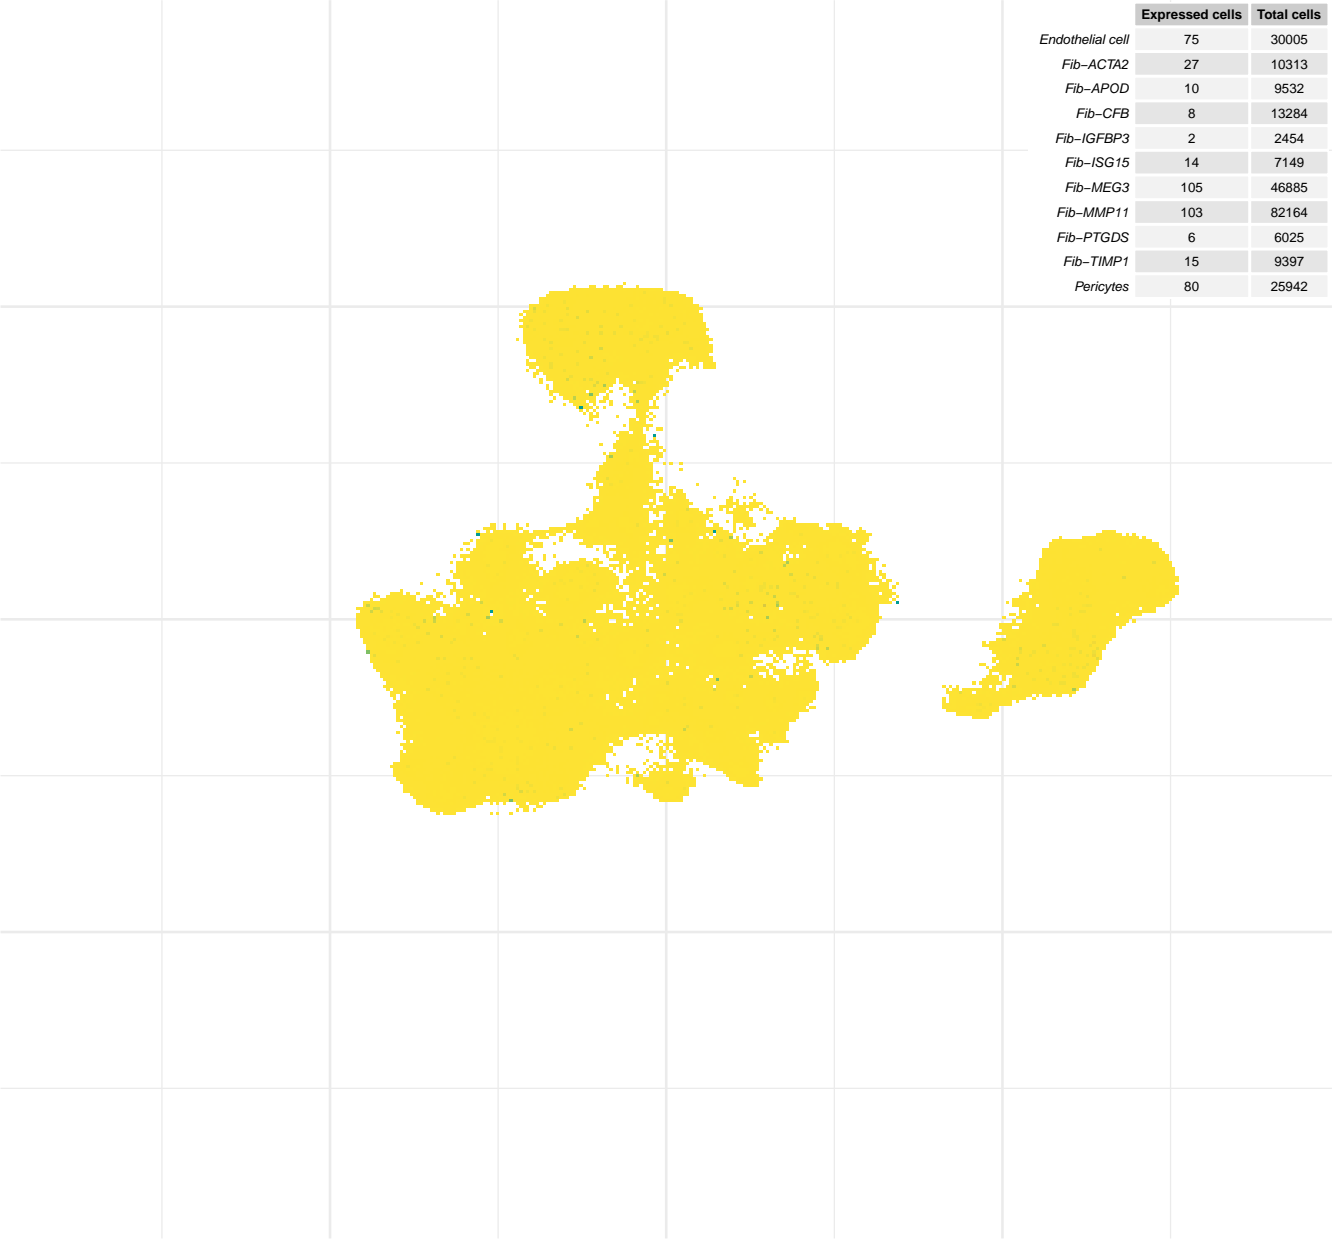 Expressed cells Total cells
Endothelial cell 75 30005
Fib−ACTA2 27 10313
Fib−APOD 10 9532
Fib−CFB 8 13284
Fib−IGFBP3 2 2454
Fib−ISG15 14 7149
Fib−MEG3 105 46885
Fib−MMP11 103 82164
Fib−PTGDS 6 6025
Fib−TIMP1 15 9397
Pericytes 80 25942